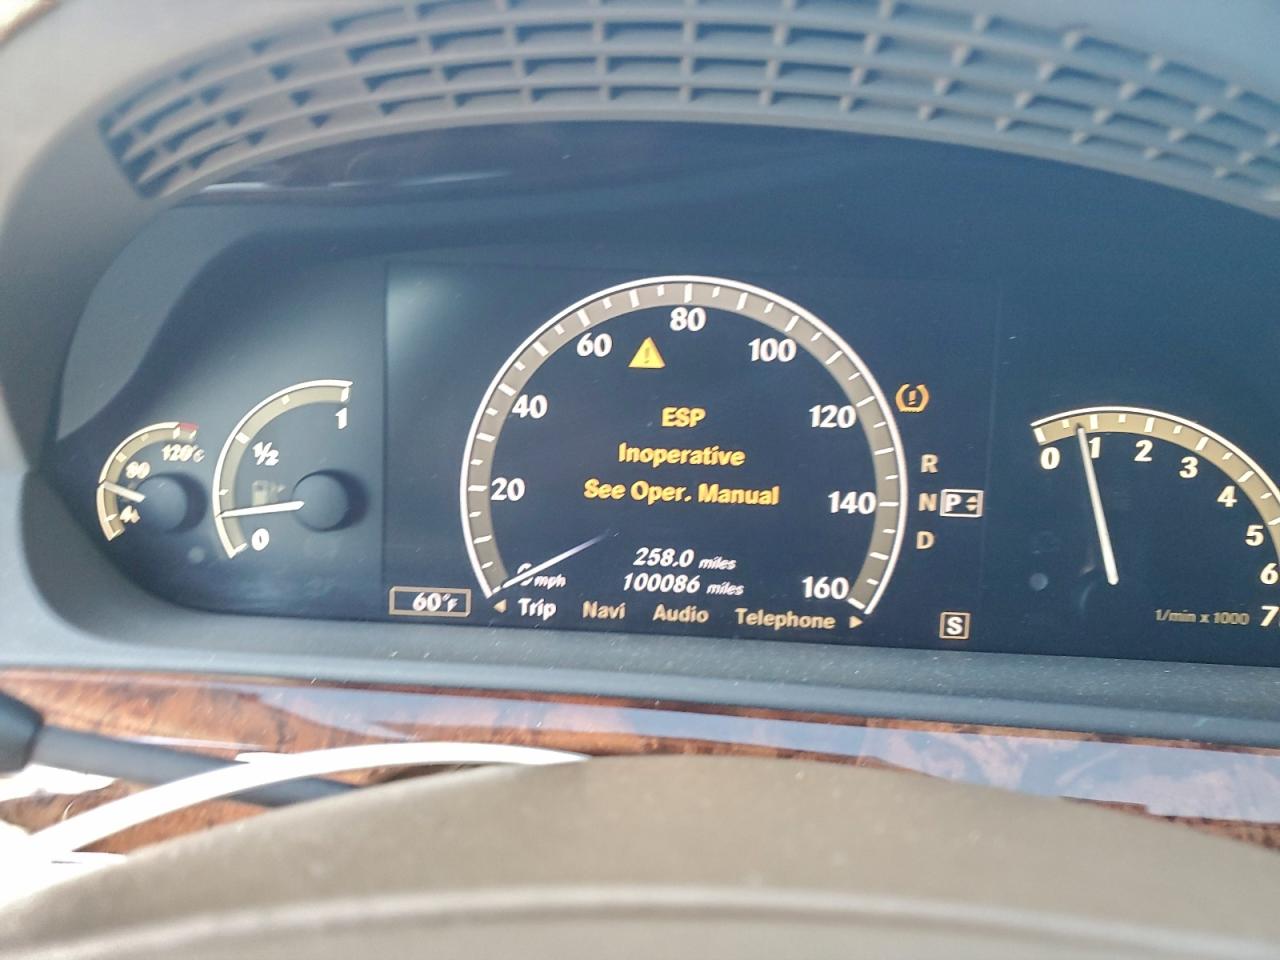 120°C
80
40
1
1/2
0
0
20
40
60
80
100
120
140
160
mph
ESP
Inoperative
See Oper. Manual
258.0 miles
100086 miles
60°F
Trip Navi Audio Telephone
!
R
N P
D
S
0 1 2 3 4 5 6 7
1/min x 1000